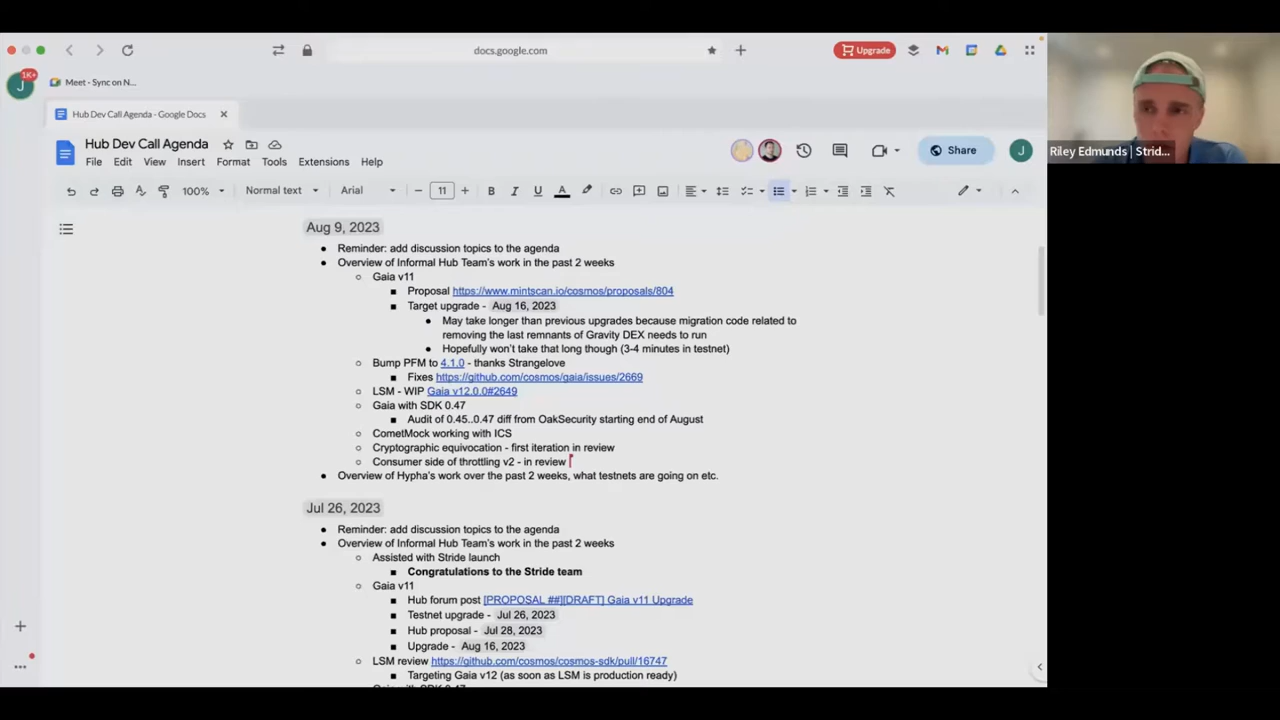 docs.google.com
Upgrade
1K+
J
Meet - Sync on N...
Hub Dev Call Agenda - Google Docs
Hub Dev Call Agenda
File Edit View Insert Format Tools Extensions Help
Share
J
100% Normal text Arial 11 B I U A
Riley Edmunds | Strid...
Aug 9, 2023
Reminder: add discussion topics to the agenda
Overview of Informal Hub Team's work in the past 2 weeks
Gaia v11
Proposal https://www.mintscan.io/cosmos/proposals/804
Target upgrade - Aug 16, 2023
May take longer than previous upgrades because migration code related to
removing the last remnants of Gravity DEX needs to run
Hopefully won't take that long though (3-4 minutes in testnet)
Bump PFM to 4.1.0 - thanks Strangelove
Fixes https://github.com/cosmos/gaia/issues/2669
LSM - WIP Gaia v12.0.0#2649
Gaia with SDK 0.47
Audit of 0.45..0.47 diff from OakSecurity starting end of August
CometMock working with ICS
Cryptographic equivocation - first iteration in review
Consumer side of throttling v2 - in review
Overview of Hypha's work over the past 2 weeks, what testnets are going on etc.
Jul 26, 2023
Reminder: add discussion topics to the agenda
Overview of Informal Hub Team's work in the past 2 weeks
Assisted with Stride launch
Congratulations to the Stride team
Gaia v11
Hub forum post [PROPOSAL ##][DRAFT] Gaia v11 Upgrade
Testnet upgrade - Jul 26, 2023
Hub proposal - Jul 28, 2023
Upgrade - Aug 16, 2023
LSM review https://github.com/cosmos/cosmos-sdk/pull/16747
Targeting Gaia v12 (as soon as LSM is production ready)
Gaia with SDK 0.47